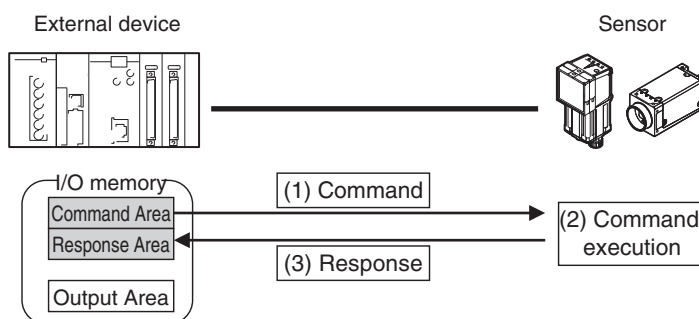 External device
Sensor
I/O memory
(1) Command
Command Area
(2) Command
execution
Response Area
(3) Response
Output Area